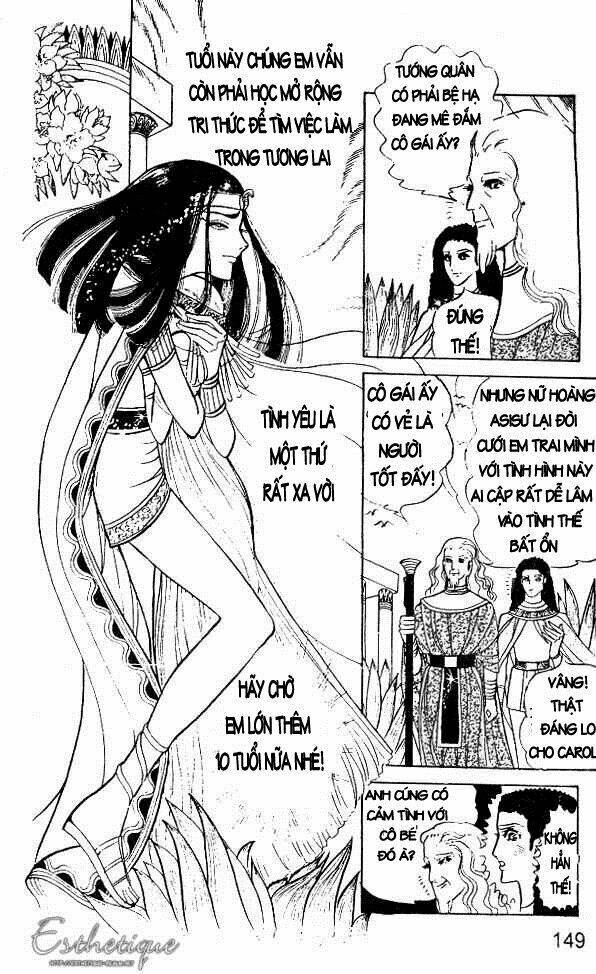 TUỔI NÀY CHÚNG EM VẪN
CÒN PHẢI HỌC MỞ RỘNG
TRI THỨC ĐỂ TÌM VIỆC LÀM
TRONG TƯƠNG LAI
TÌNH YÊU LÀ
MỘT THỨ
RẤT XA VỜI
HÃY CHỜ
EM LỚN THÊM
10 TUỔI NỮA NHÉ!
TƯỚNG QUÂN
CÓ PHẢI BỆ HẠ
ĐANG MÊ ĐẮM
CÔ GÁI ẤY?
ĐÚNG
THẾ!
CÔ GÁI ẤY
CÓ VẺ LÀ
NGƯỜI
TỐT ĐẤY!
NHƯNG NỮ HOÀNG
ASISƯ LẠI ĐÒI
CƯỚI EM TRAI MÌNH
VỚI TÌNH HÌNH NÀY
AI CẬP RẤT DỄ LÂM
VÀO TÌNH THẾ
BẤT ỔN
VÂNG!
THẬT
ĐÁNG LO
CHO CAROL
ANH CŨNG CÓ
CẢM TÌNH VỚI
CÔ BÉ
ĐÓ À?
KHÔNG
HẲN
THẾ!
149
Esthetique
HTTP://ESTHETIQUE-REALM.NET